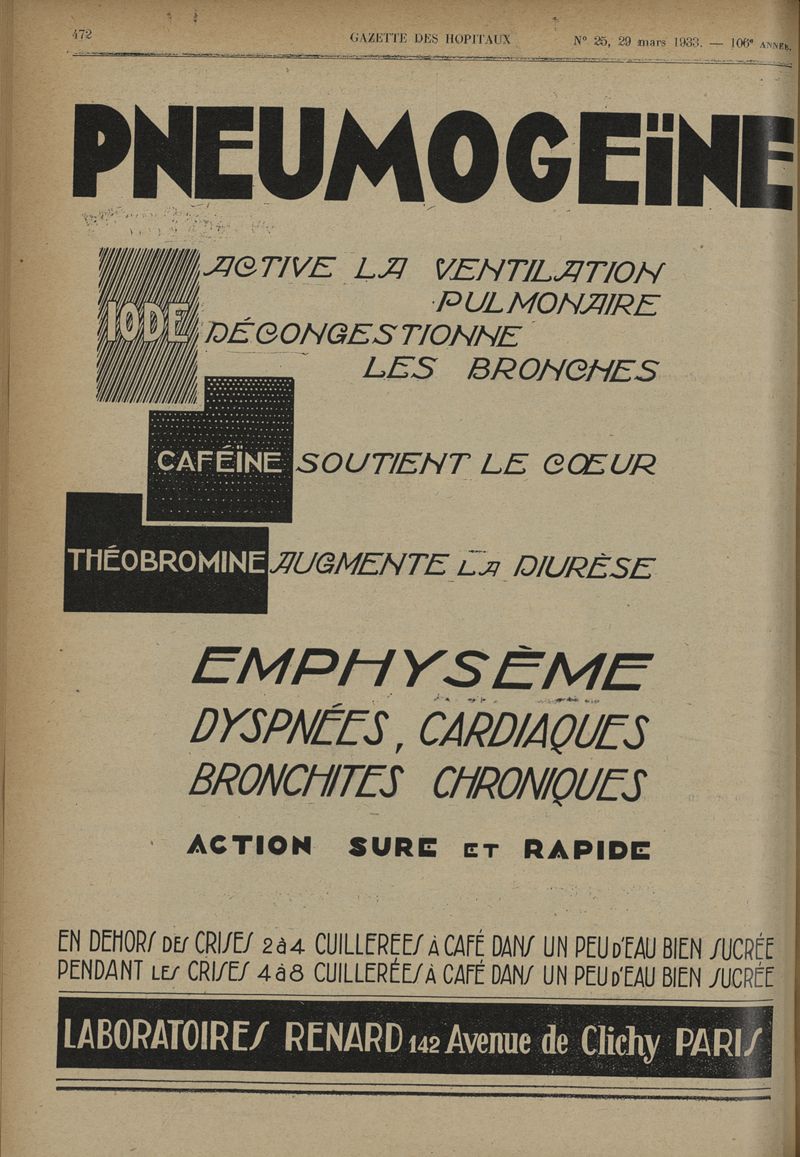 472
GAZETTE DES HOPITAUX
N° 25, 29 mars 1933. — 106e ANNÉE.
PNEUMOGEÏNE
ACTIVE LA VENTILATION
PULMONAIRE
IODE
DÉCONGESTIONNE
LES BRONCHES
CAFÉÏNE SOUTIENT LE CŒUR
THÉOBROMINE AUGMENTE LA DIURÈSE
EMPHYSÈME
DYSPNÉES, CARDIAQUES
BRONCHITES CHRONIQUES
ACTION SURE ET RAPIDE
EN DEHORS DES CRISES 2 à 4 CUILLEREES À CAFÉ DANS UN PEU D'EAU BIEN SUCRÉE
PENDANT LES CRISES 4 à 8 CUILLERÉES À CAFÉ DANS UN PEU D'EAU BIEN SUCRÉE
LABORATOIRES RENARD 142 Avenue de Clichy PARIS